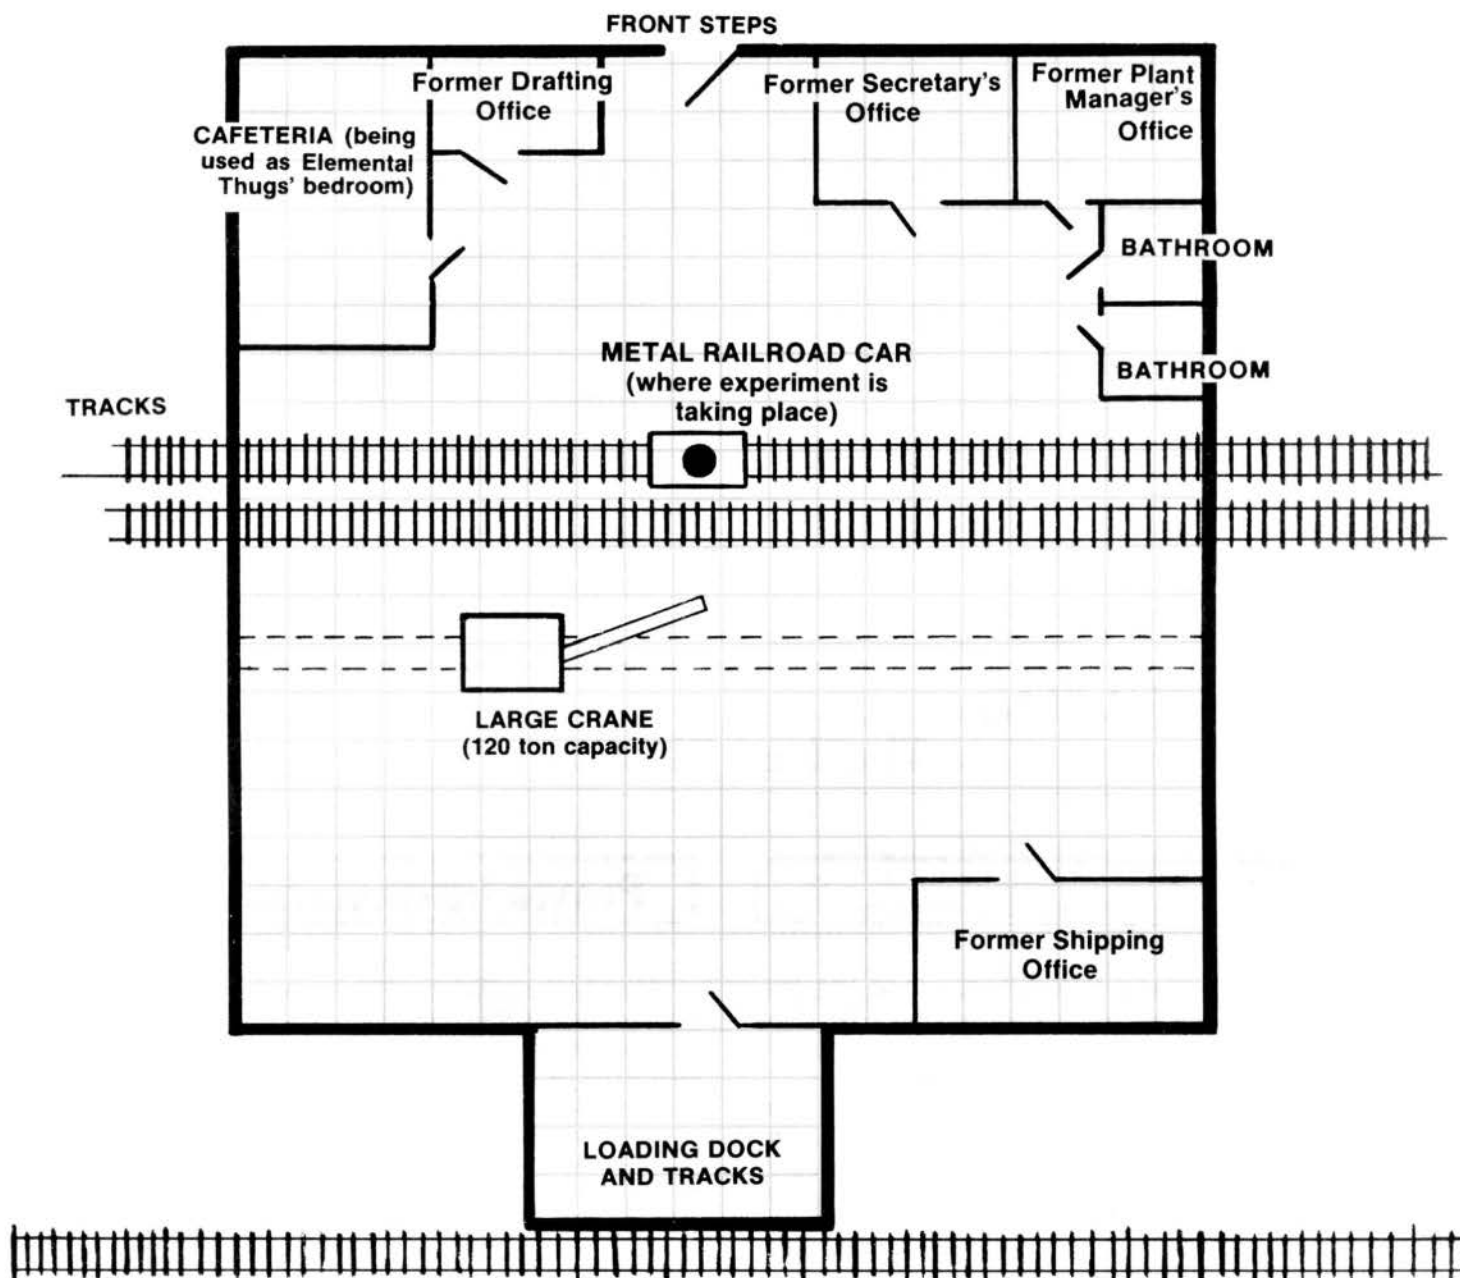 FRONT STEPS
Former Drafting
Office
Former Secretary's
Office
Former Plant
Manager's
Office
CAFETERIA (being
used as Elemental
Thugs' bedroom)
BATHROOM
METAL RAILROAD CAR
(where experiment is
taking place)
BATHROOM
TRACKS
LARGE CRANE
(120 ton capacity)
Former Shipping
Office
LOADING DOCK
AND TRACKS